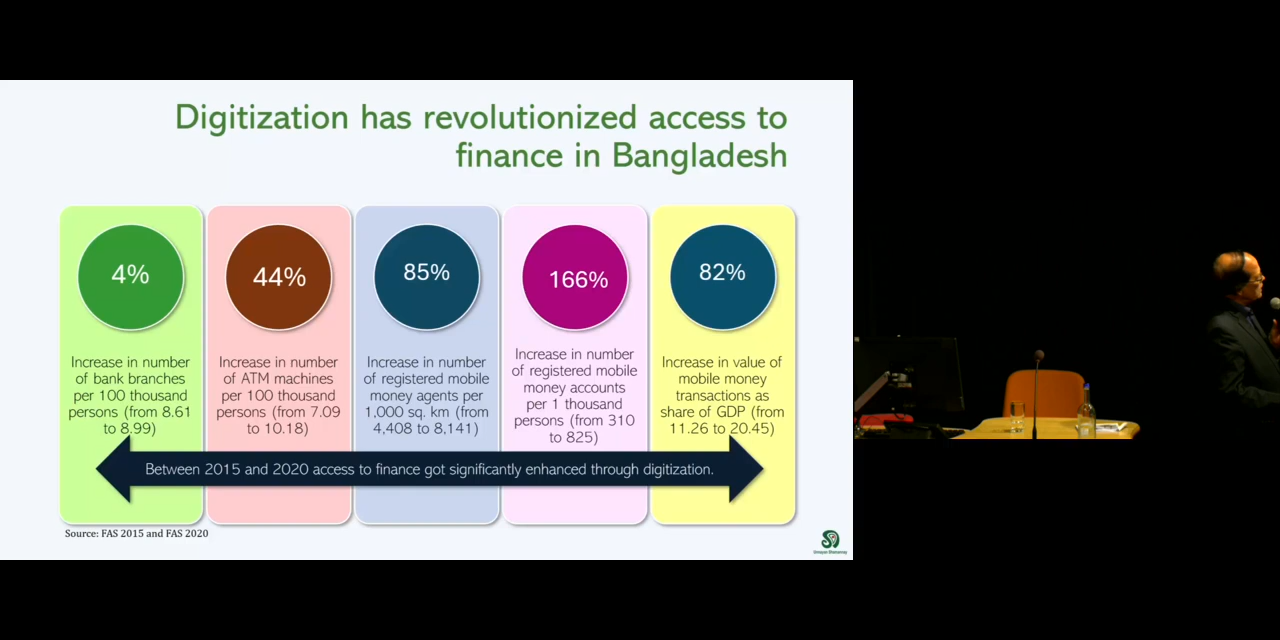 Digitization has revolutionized access to
finance in Bangladesh
4%
Increase in number
of bank branches
per 100 thousand
persons (from 8.61
to 8.99)
44%
Increase in number
of ATM machines
per 100 thousand
persons (from 7.09
to 10.18)
85%
Increase in number
of registered mobile
money agents per
1,000 sq. km (from
4,408 to 8,141)
166%
Increase in number
of registered mobile
money accounts
per 1 thousand
persons (from 310
to 825)
82%
Increase in value of
mobile money
transactions as
share of GDP (from
11.26 to 20.45)
Between 2015 and 2020 access to finance got significantly enhanced through digitization.
Source: FAS 2015 and FAS 2020